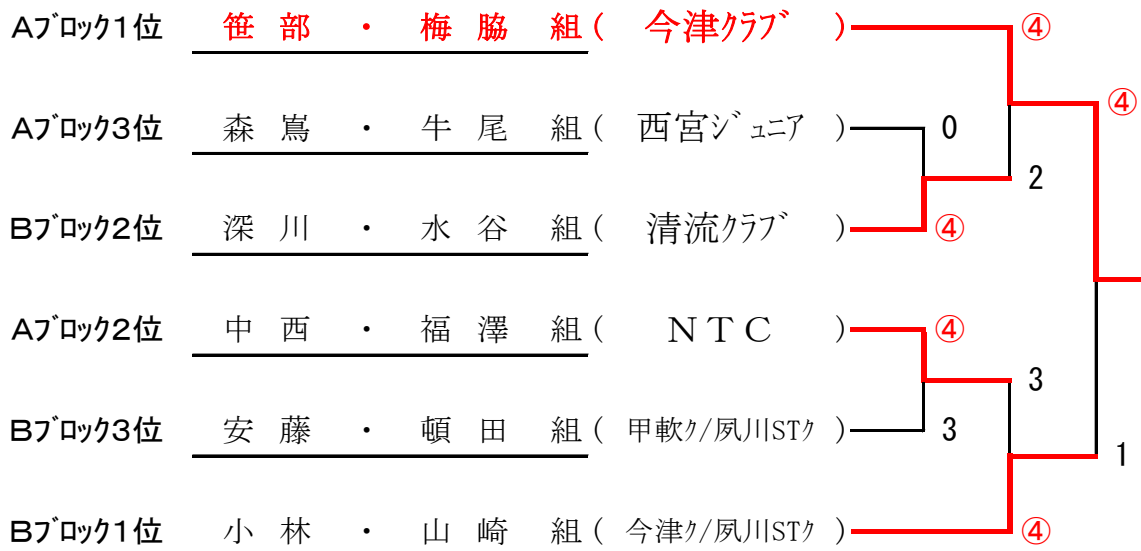 Aﾌﾞﾛｯｸ1位 笹 部 ・ 梅 脇 組 ( 今津ｸﾗﾌﾞ ) ④
④
Aﾌﾞﾛｯｸ3位 森 嶌 ・ 牛 尾 組 ( 西宮ｼﾞｭﾆｱ ) 0
2
Bﾌﾞﾛｯｸ2位 深 川 ・ 水 谷 組 ( 清流ｸﾗﾌﾞ ) ④
Aﾌﾞﾛｯｸ2位 中 西 ・ 福 澤 組 ( ＮＴＣ ) ④
3
Bﾌﾞﾛｯｸ3位 安 藤 ・ 頓 田 組 ( 甲軟ｸ/夙川STｸ ) 3
1
Bﾌﾞﾛｯｸ1位 小 林 ・ 山 崎 組 ( 今津ｸ/夙川STｸ ) ④